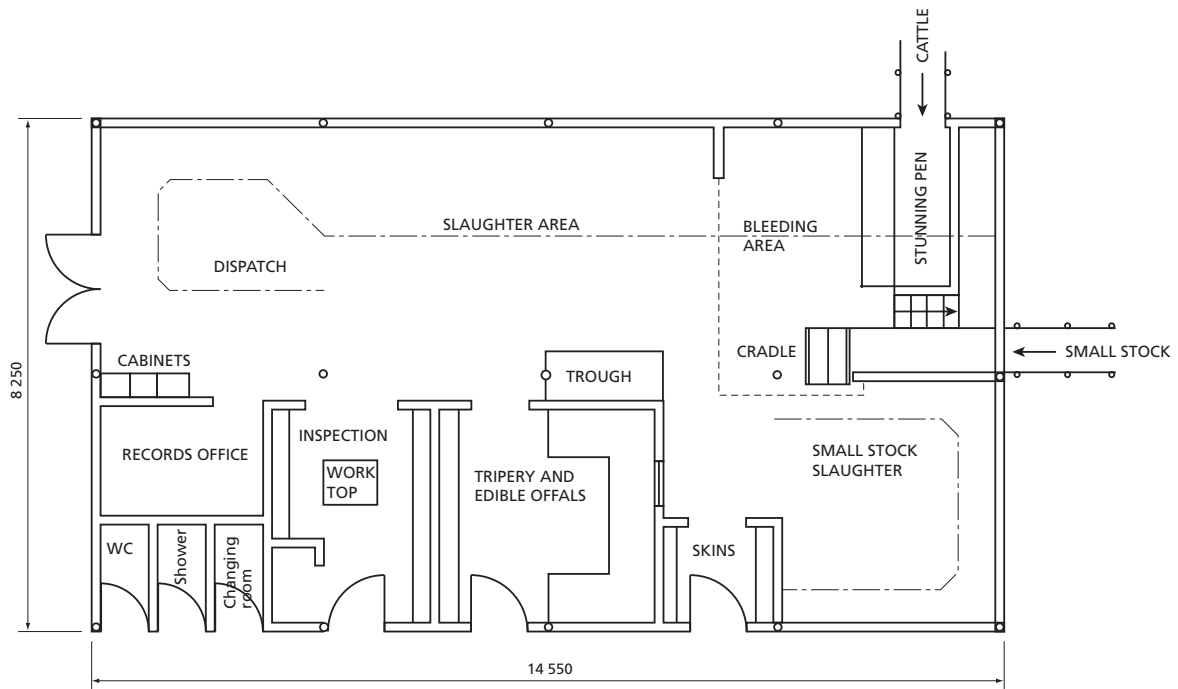 CATTLE
STUNNING PEN
SLAUGHTER AREA
BLEEDING
AREA
DISPATCH
8 250
CABINETS
CRADLE
SMALL STOCK
TROUGH
RECORDS OFFICE
INSPECTION
WORK
TOP
TRIPERY AND
EDIBLE OFFALS
SMALL STOCK
SLAUGHTER
WC
Shower
Changing
room
SKINS
14 550